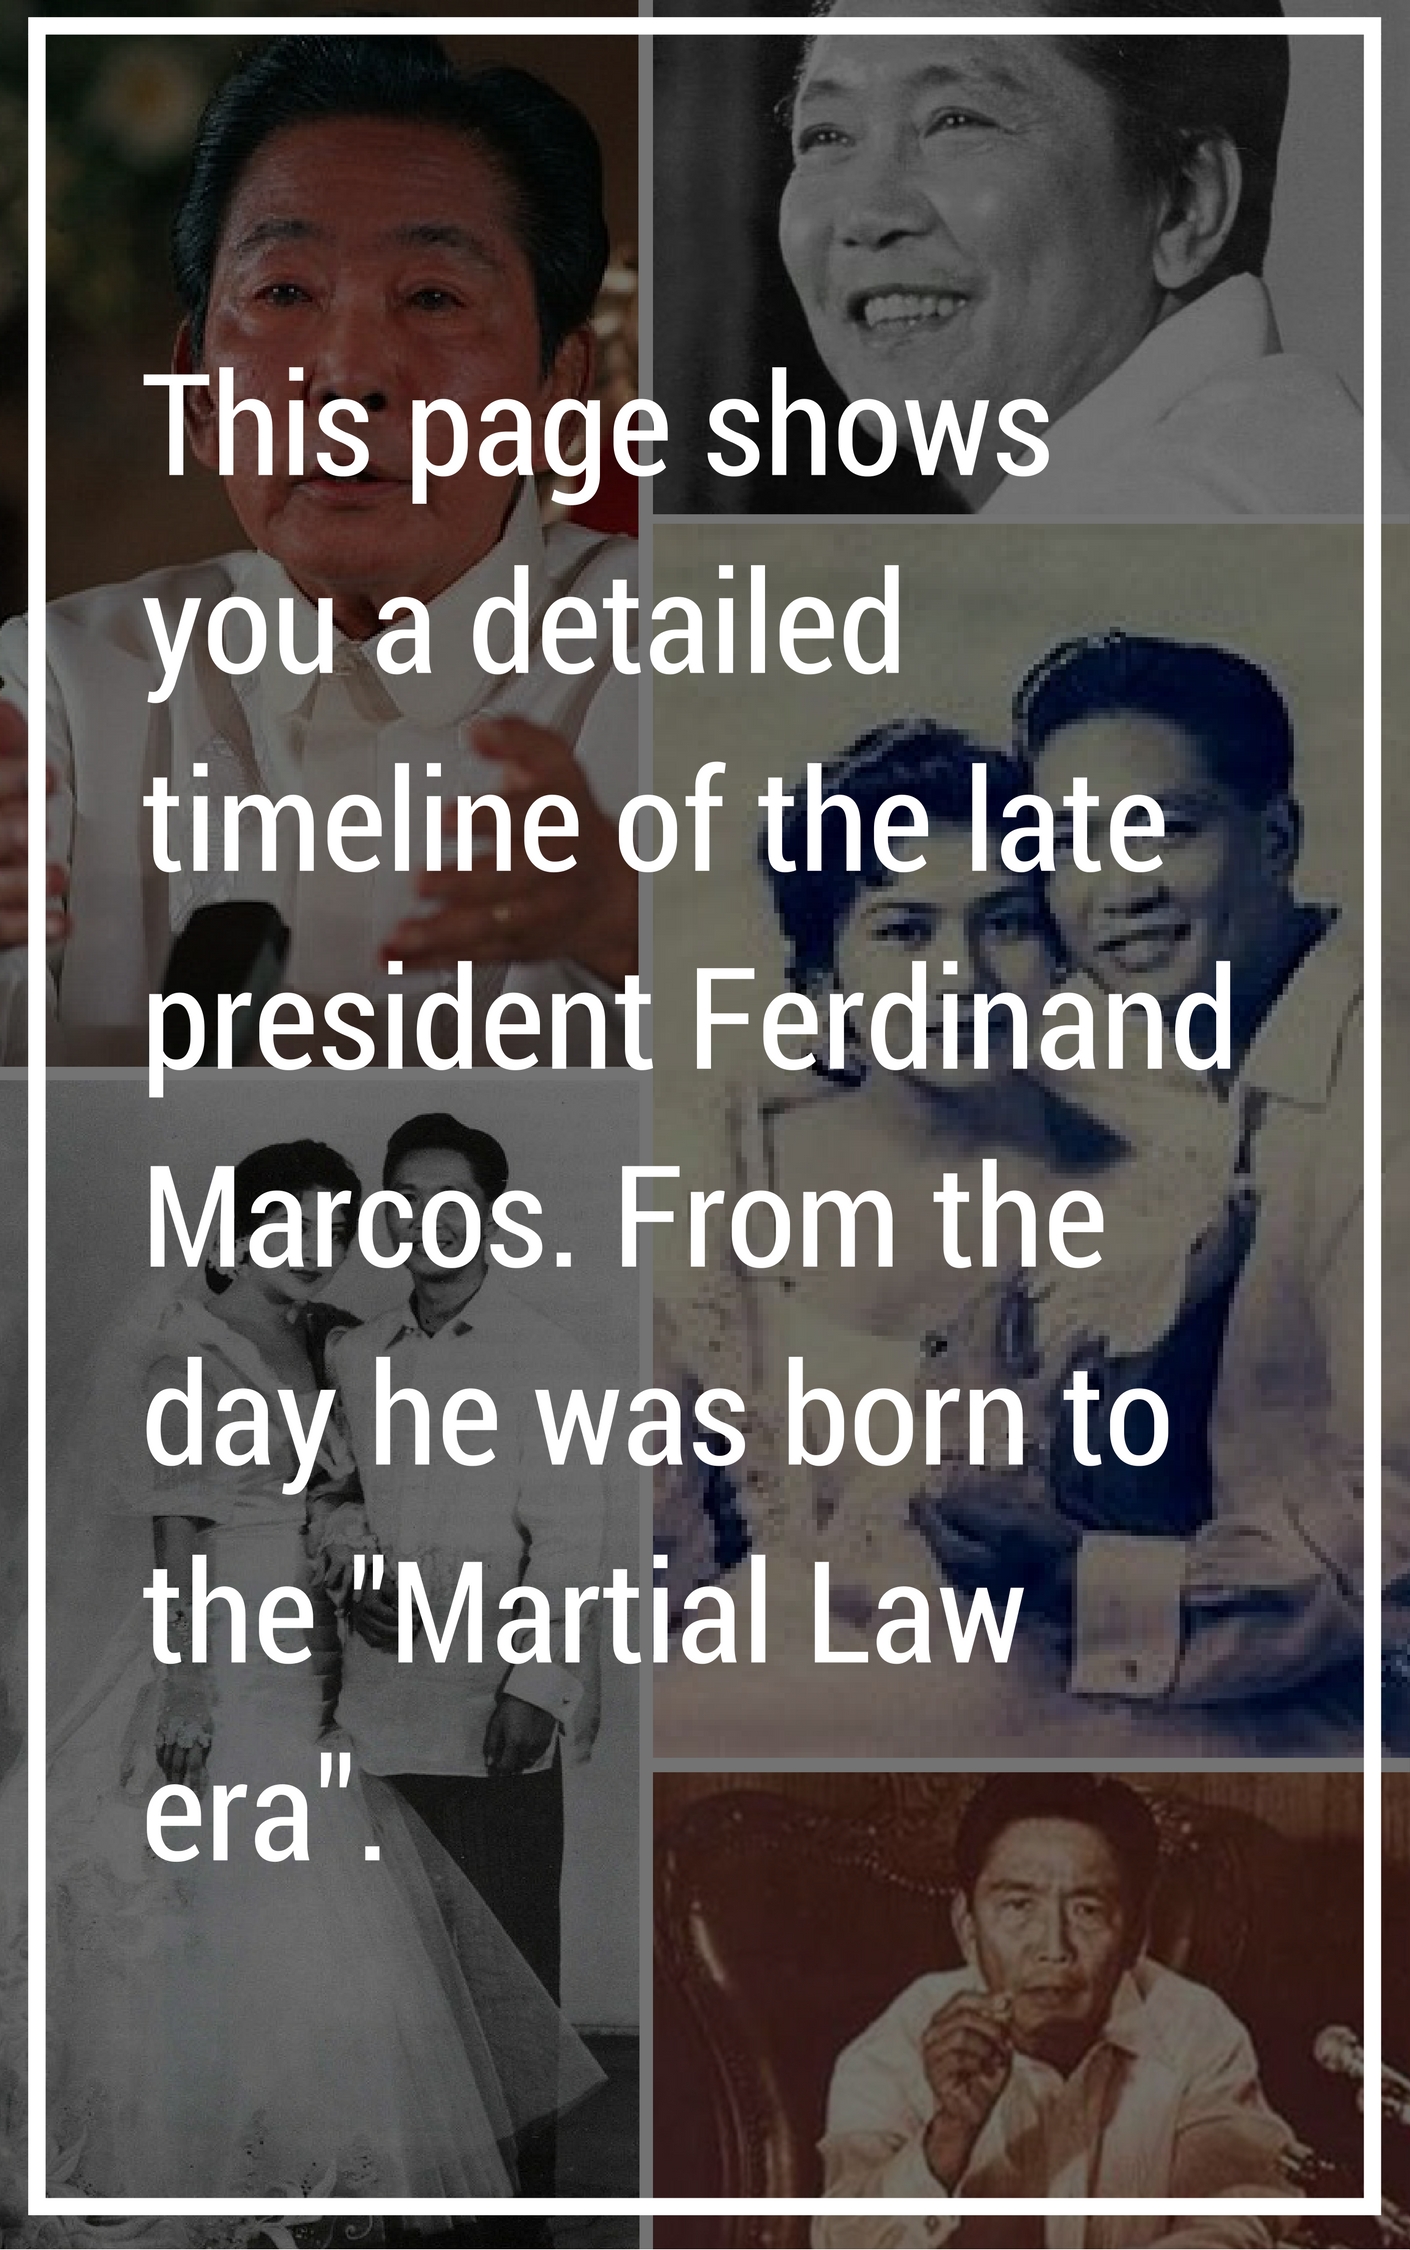 This page shows
you a detailed
timeline of the late
president Ferdinand
Marcos. From the
day he was born to
the "Martial Law
era".